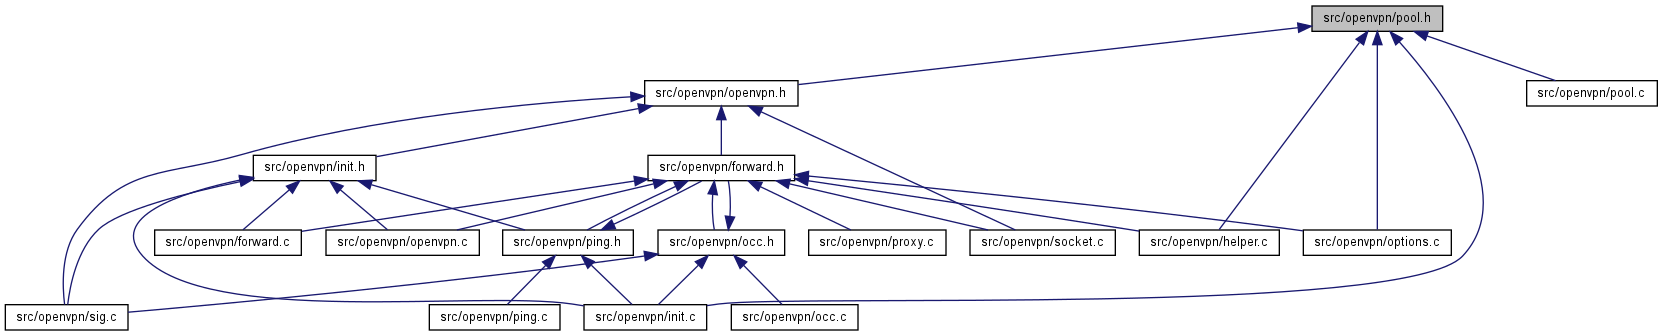 src/openvpn/pool.h
src/openvpn/openvpn.h
src/openvpn/pool.c
src/openvpn/init.h
src/openvpn/forward.h
src/openvpn/forward.c
src/openvpn/openvpn.c
src/openvpn/ping.h
src/openvpn/occ.h
src/openvpn/proxy.c
src/openvpn/socket.c
src/openvpn/helper.c
src/openvpn/options.c
src/openvpn/sig.c
src/openvpn/ping.c
src/openvpn/init.c
src/openvpn/occ.c